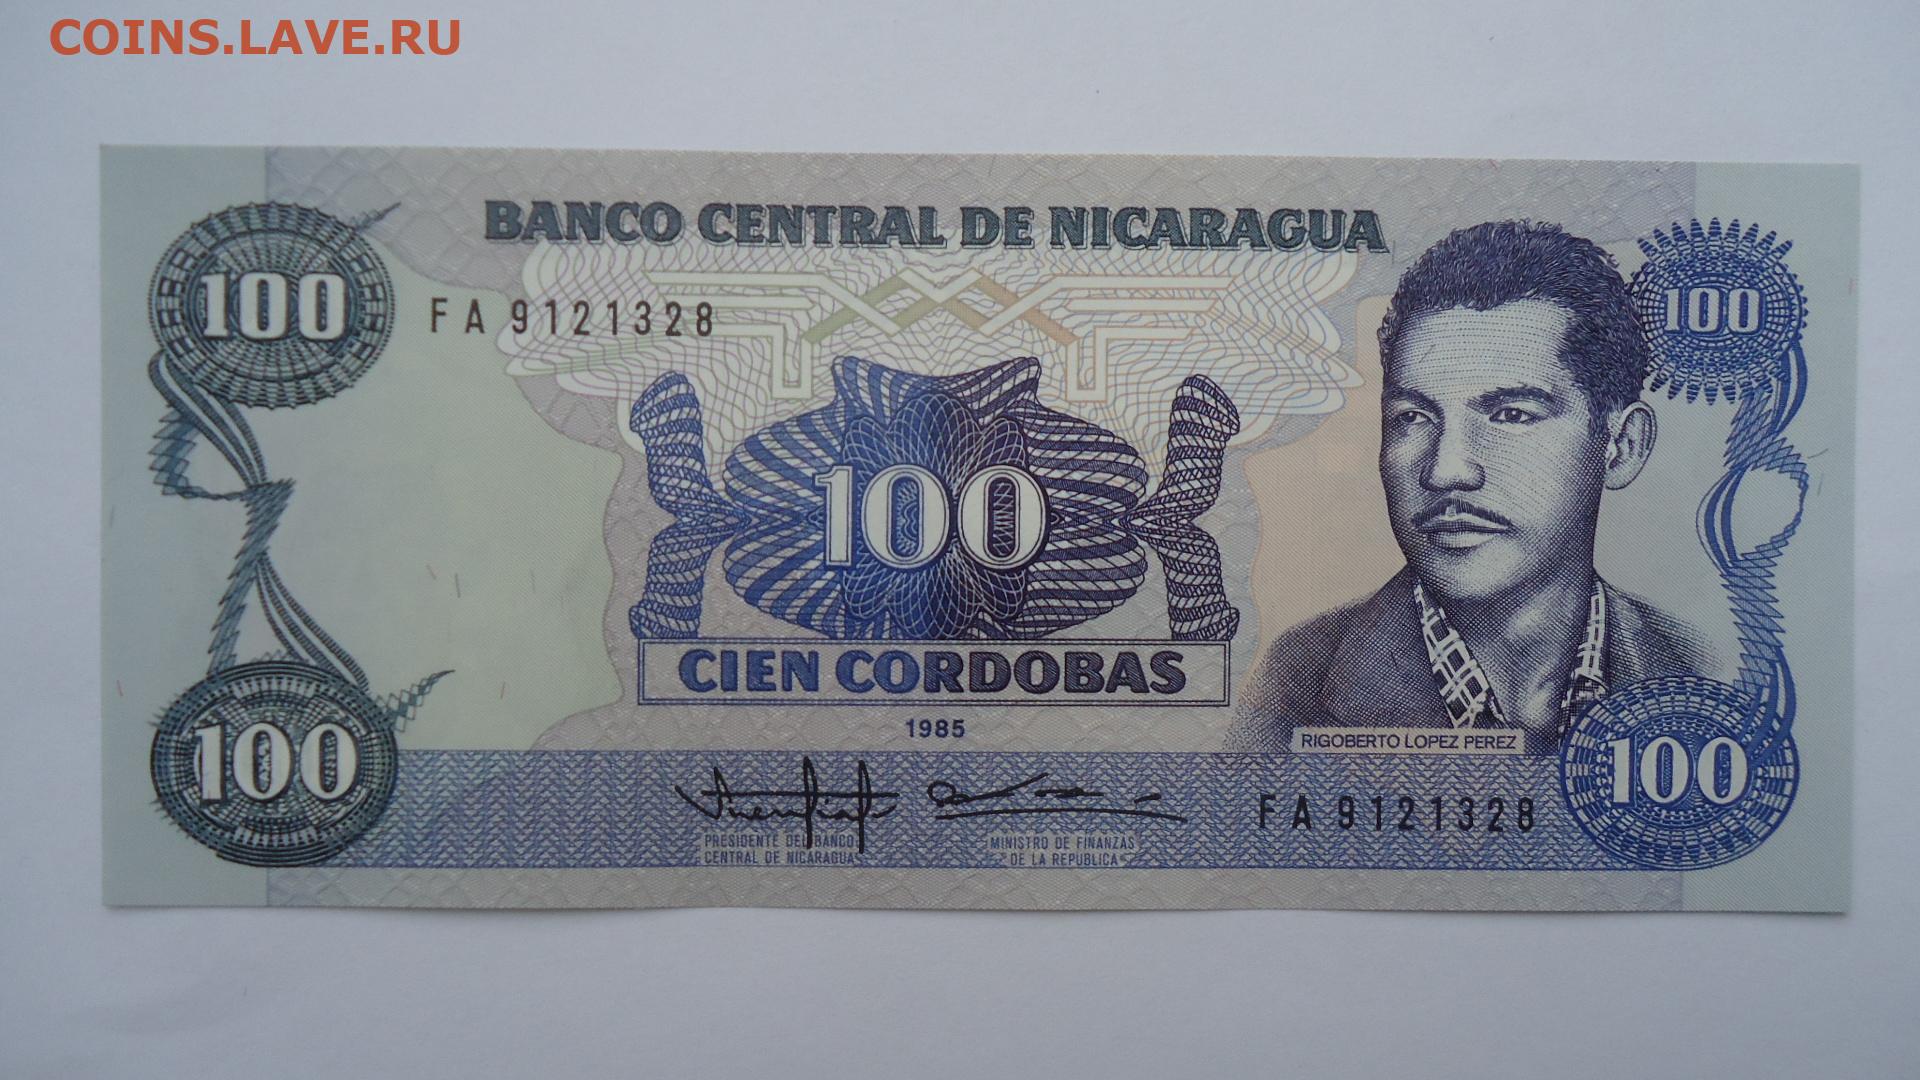 COINS.LAVE.RU
BANCO CENTRAL DE NICARAGUA
100
100
FA 9121328
100
CIEN CORDOBAS
1985
RIGOBERTO LOPEZ PEREZ
100
100
FA 9121328
PRESIDENTE DEL BANCO
CENTRAL DE NICARAGUA
MINISTRO DE FINANZAS
DE LA REPUBLICA